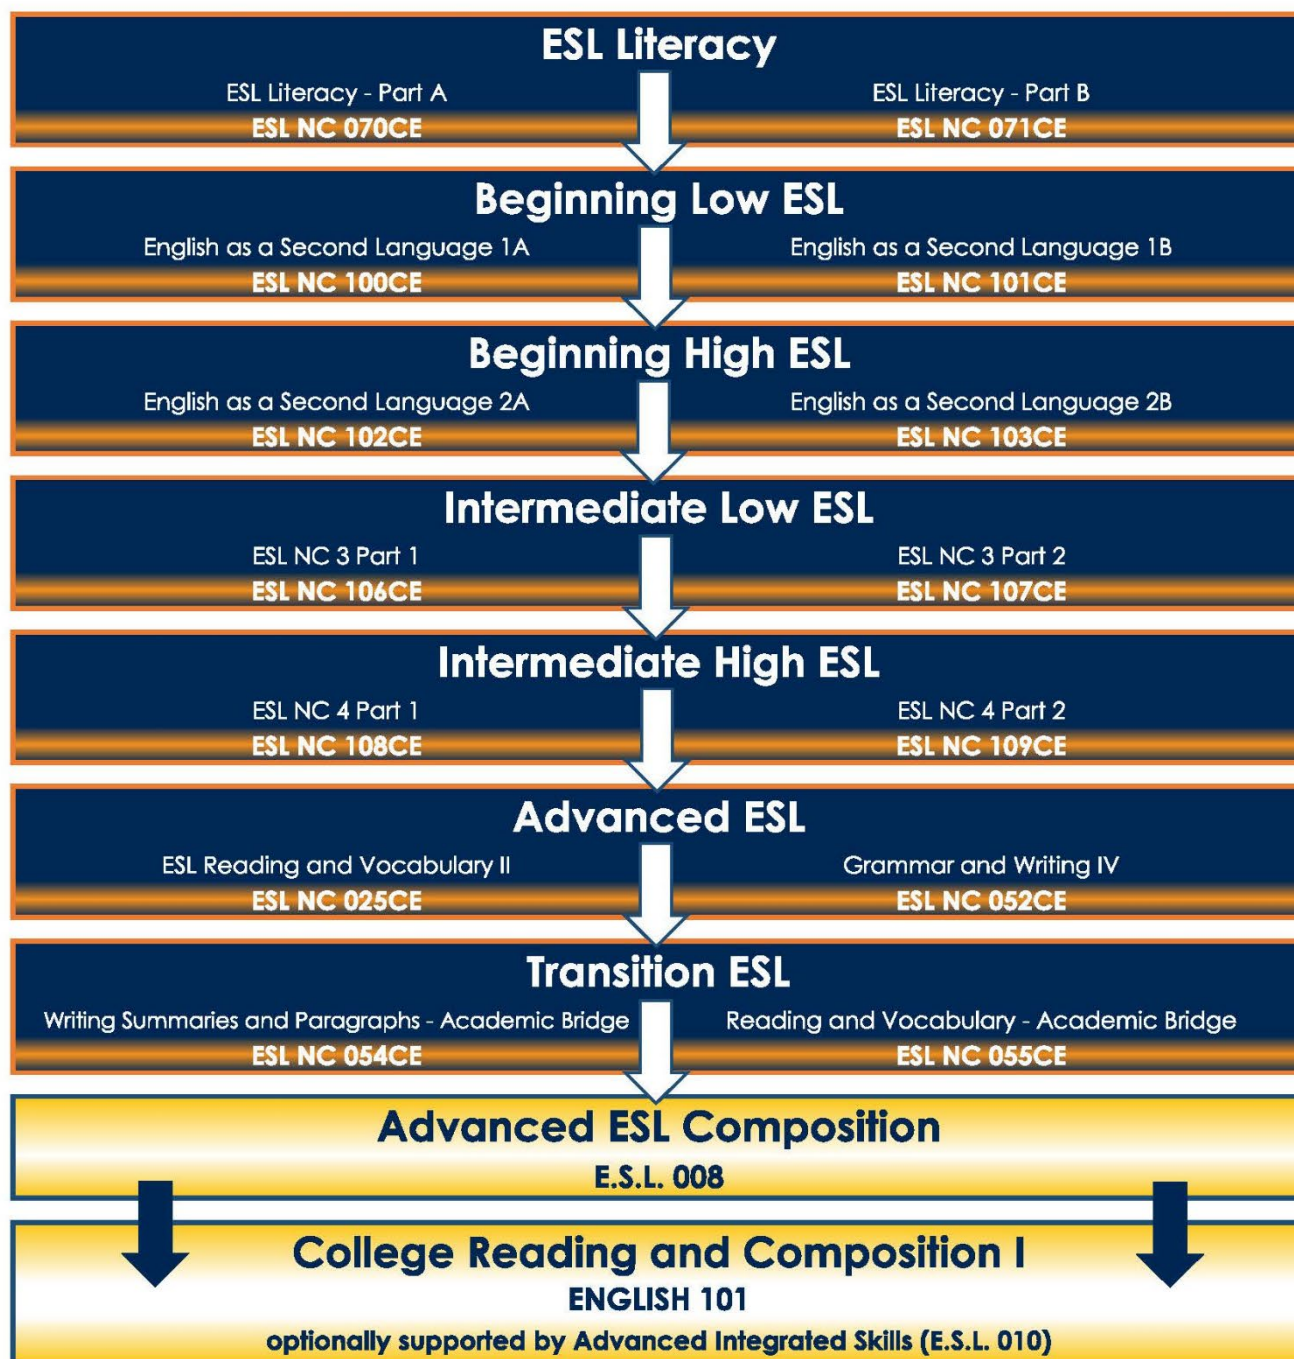 ESL Literacy
ESL Literacy - Part A
ESL NC 070CE
ESL Literacy - Part B
ESL NC 071CE
Beginning Low ESL
English as a Second Language 1A
ESL NC 100CE
English as a Second Language 1B
ESL NC 101CE
Beginning High ESL
English as a Second Language 2A
ESL NC 102CE
English as a Second Language 2B
ESL NC 103CE
Intermediate Low ESL
ESL NC 3 Part 1
ESL NC 106CE
ESL NC 3 Part 2
ESL NC 107CE
Intermediate High ESL
ESL NC 4 Part 1
ESL NC 108CE
ESL NC 4 Part 2
ESL NC 109CE
Advanced ESL
ESL Reading and Vocabulary II
ESL NC 025CE
Grammar and Writing IV
ESL NC 052CE
Transition ESL
Writing Summaries and Paragraphs - Academic Bridge
ESL NC 054CE
Reading and Vocabulary - Academic Bridge
ESL NC 055CE
Advanced ESL Composition
E.S.L. 008
College Reading and Composition I
ENGLISH 101
optionally supported by Advanced Integrated Skills (E.S.L. 010)